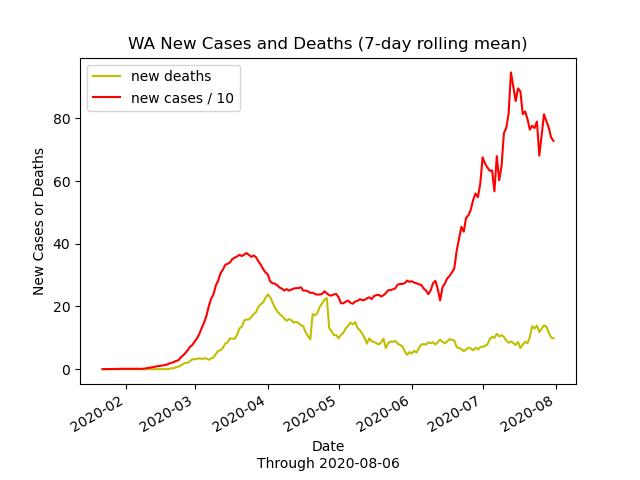 WA New Cases and Deaths (7-day rolling mean)
new deaths
new cases / 10
New Cases or Deaths
80
60
40
20
0
2020-02
2020-03
2020-04
2020-05
2020-06
2020-07
2020-08
Date
Through 2020-08-06